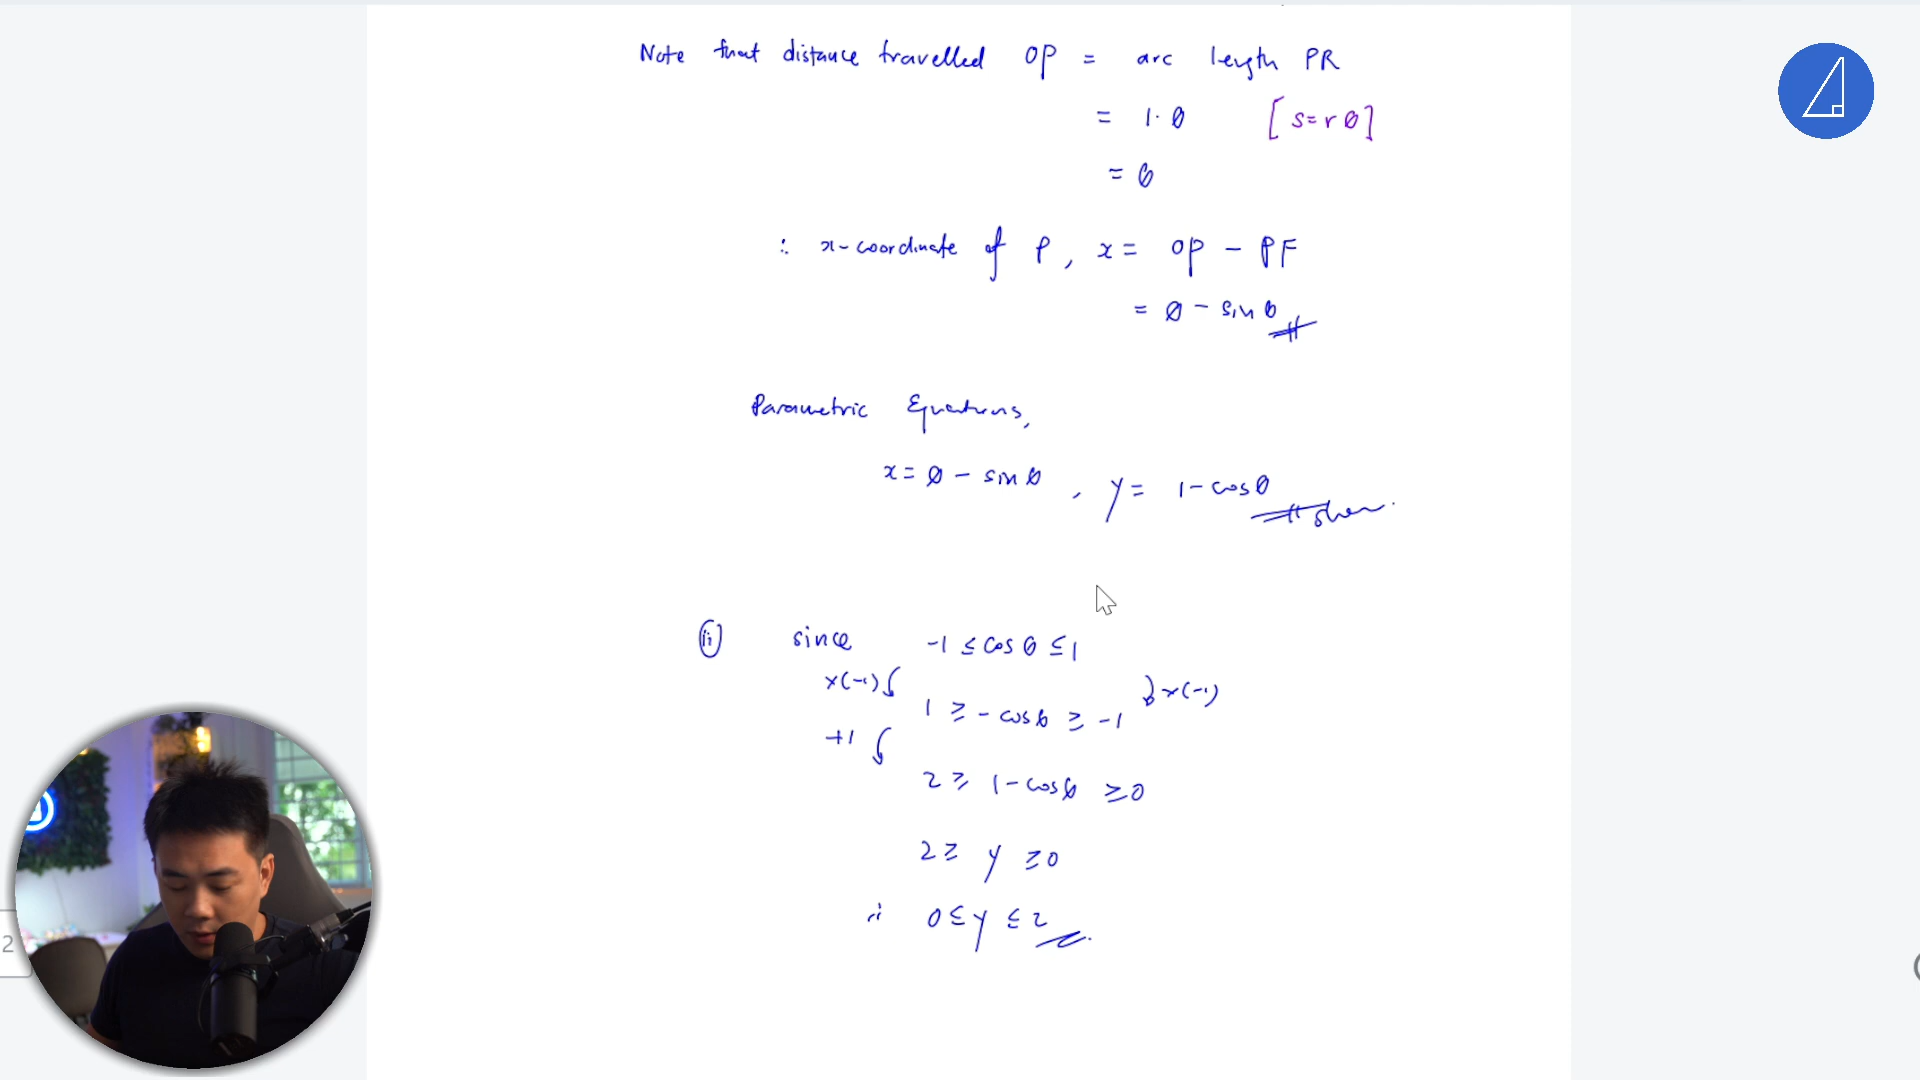 Note that distance travelled OP = arc length PR
= 1·θ [s=rθ]
= θ
∴ x-coordinate of P, x = OP - PF
= θ - sin θ
Parametric Equations,
x = θ - sin θ , y = 1 - cos θ
(ii) since -1 ≤ cos θ ≤ 1
x(-1) x(-1)
1 ≥ - cos θ ≥ -1
+1
2 ≥ 1 - cos θ ≥ 0
2 ≥ y ≥ 0
∴ 0 ≤ y ≤ 2
2